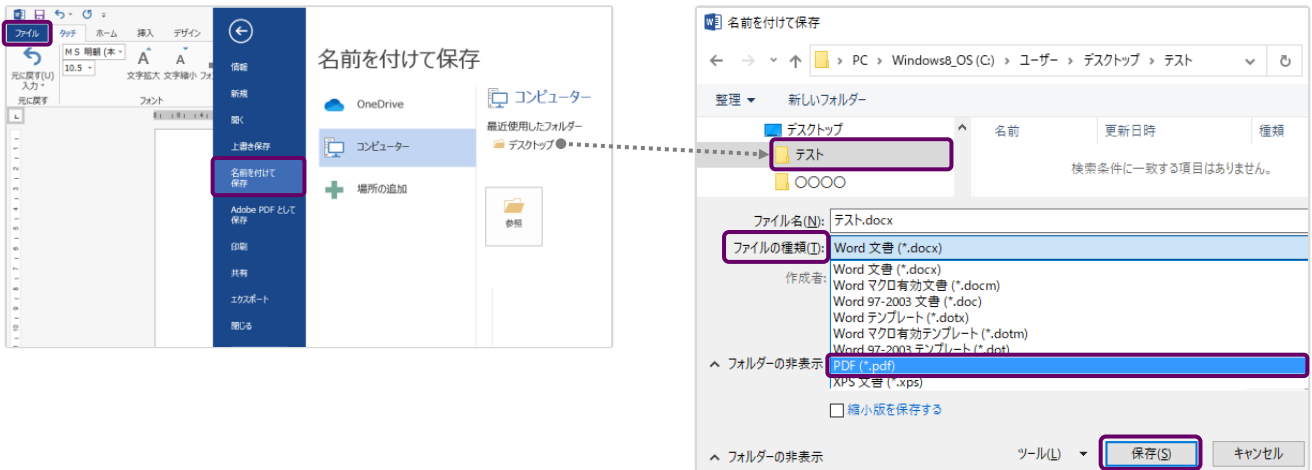 ファイル
タッチ
ホーム
挿入
デザイン
元に戻す(U)
入力
元に戻す
ＭＳ 明朝 (本
10.5
A
A
文字拡大 文字縮小 フォ
フォント
情報
新規
開く
上書き保存
名前を付けて
保存
Adobe PDF として
保存
印刷
共有
エクスポート
閉じる
名前を付けて保存
OneDrive
コンピューター
場所の追加
コンピューター
最近使用したフォルダー
デスクトップ
参照
名前を付けて保存
PC › Windows8_OS (C:) › ユーザー › デスクトップ › テスト
整理 ▼ 新しいフォルダー
デスクトップ
テスト
〇〇〇〇
名前 更新日時 種類
検索条件に一致する項目はありません。
ファイル名(N): テスト.docx
ファイルの種類(T): Word 文書 (*.docx)
作成者:
Word 文書 (*.docx)
Word マクロ有効文書 (*.docm)
Word 97-2003 文書 (*.doc)
Word テンプレート (*.dotx)
Word マクロ有効テンプレート (*.dotm)
Word 97-2003 テンプレート (*.dot)
フォルダーの非表示
PDF (*.pdf)
XPS 文書 (*.xps)
縮小版を保存する
フォルダーの非表示
ツール(L) ▼ 保存(S) キャンセル